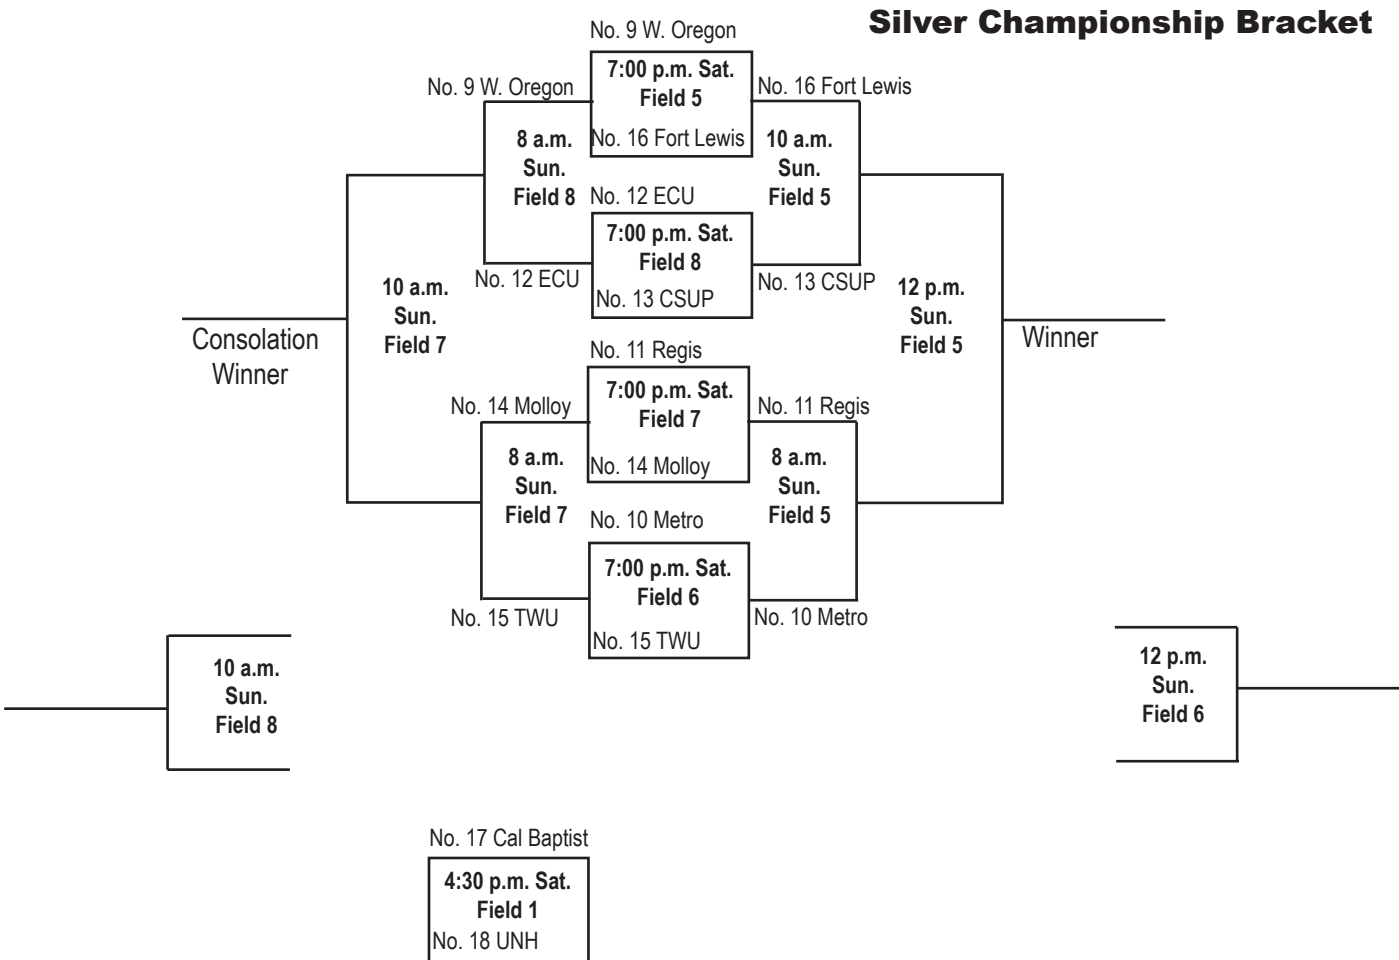 Silver Championship Bracket
No. 9 W. Oregon
7:00 p.m. Sat.
Field 5
No. 16 Fort Lewis
No. 9 W. Oregon
No. 16 Fort Lewis
8 a.m.
Sun.
Field 8
10 a.m.
Sun.
Field 5
No. 12 ECU
7:00 p.m. Sat.
Field 8
No. 13 CSUP
No. 12 ECU
No. 13 CSUP
10 a.m.
Sun.
Field 7
12 p.m.
Sun.
Field 5
Consolation
Winner
Winner
No. 11 Regis
7:00 p.m. Sat.
Field 7
No. 14 Molloy
No. 14 Molloy
No. 11 Regis
8 a.m.
Sun.
Field 7
8 a.m.
Sun.
Field 5
No. 10 Metro
7:00 p.m. Sat.
Field 6
No. 15 TWU
No. 15 TWU
No. 10 Metro
10 a.m.
Sun.
Field 8
12 p.m.
Sun.
Field 6
No. 17 Cal Baptist
4:30 p.m. Sat.
Field 1
No. 18 UNH